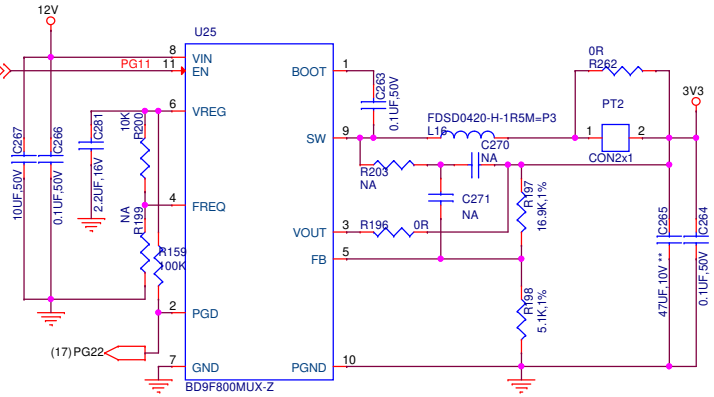 12V
U25
8
VIN
PG11
11
EN
BOOT
1
C263
0.1UF,50V
0R
R262
PT2
3V3
6
VREG
10K
R200
C281
2.2UF,16V
C267
10UF,50V
C266
0.1UF,50V
FDSD0420-H-1R5M=P3
L16
SW
9
1
2
CON2x1
C270
NA
R203
NA
C271
NA
R197
16.9K,1%
4
FREQ
NA
R199
R159
100K
VOUT
3
R196
0R
FB
5
C265
47UF,10V **
C264
0.1UF,50V
R198
5.1K,1%
2
PGD
(17)
PG22
7
GND
PGND
10
BD9F800MUX-Z